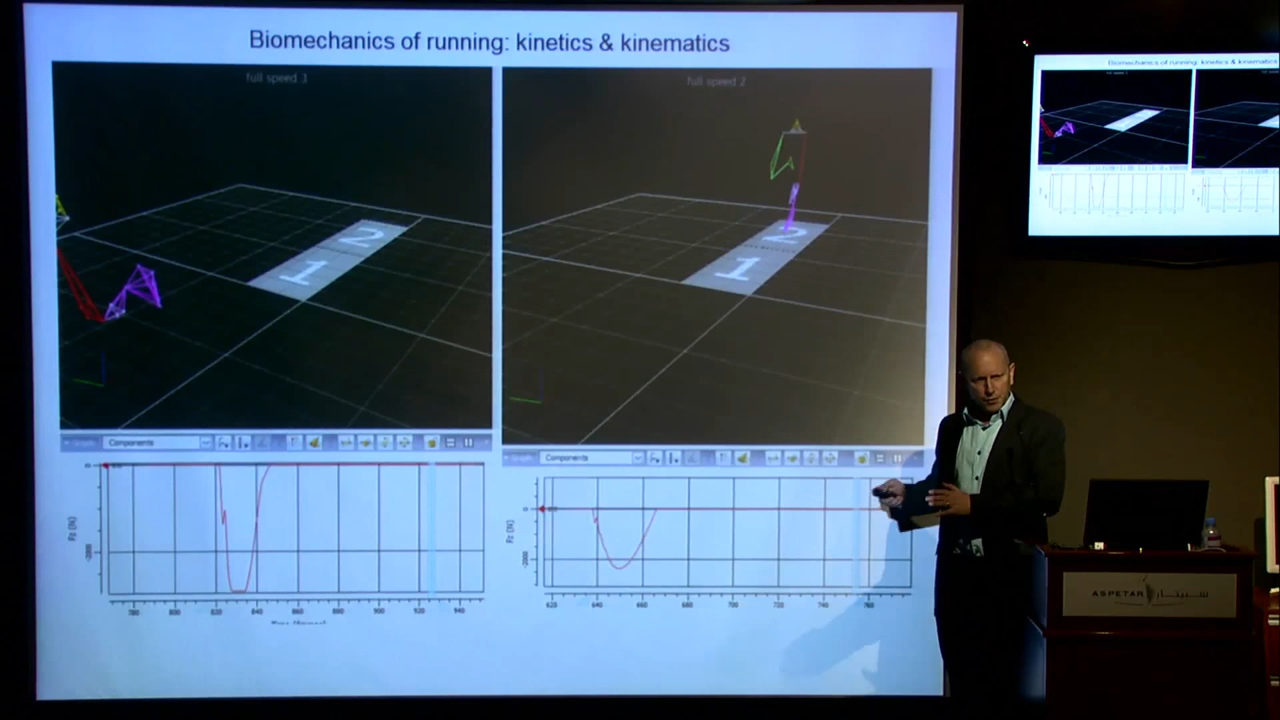 Biomechanics of running: kinetics & kinematics
full speed 1
full speed 2
2
1
2
1
Components
Components
Fz (N)
-2000
780
800
820
840
860
880
900
920
940
Fz (N)
620
640
660
680
700
720
740
760
Biomechanics of running: kinetics & kinematics
ASPETAR سبيتار